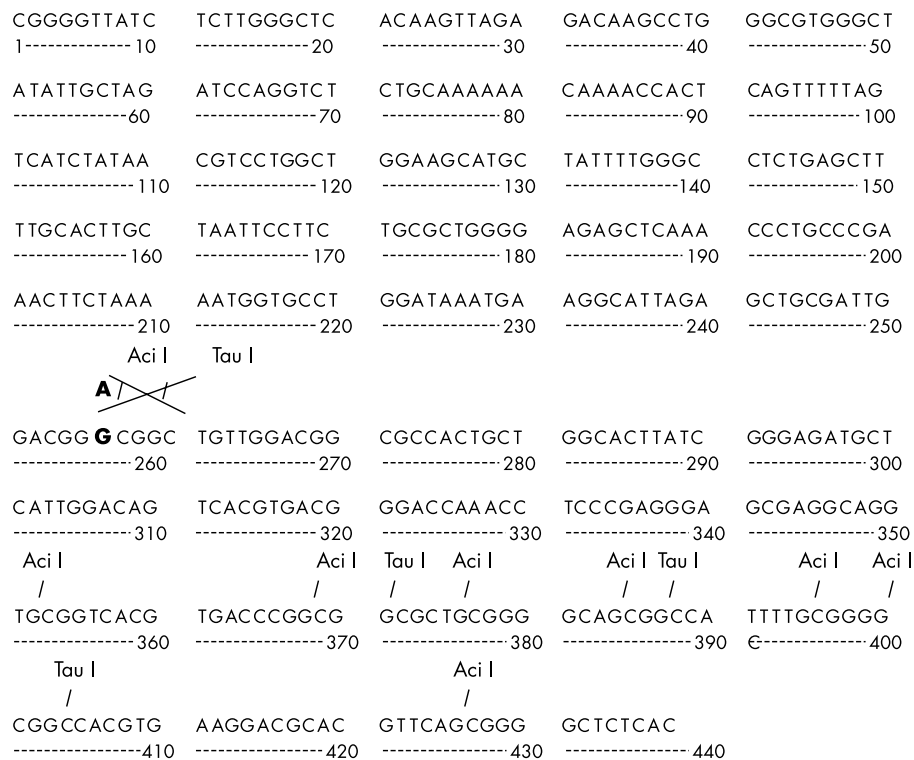 CGGGGTTATC TCTTGGGCTC ACAAGTTAGA GACAAGCCTG GGCGTGGGCT
1------------- 10 -------------- 20 -------------- 30 -------------- 40 -------------- 50
ATATTGCTAG ATCCAGGTCT CTGCAAAAAA CAAAACCACT CAGTTTTTAG
--------------60 -------------- 70 -------------- 80 -------------- 90 --------------100
TCATCTATAA CGTCCTGGCT GGAAGCATGC TATTTTGGGC CTCTGAGCTT
-------------- 110 -------------- 120 -------------- 130 -------------- 140 -------------- 150
TTGCACTTGC TAATTCCTTC TGCGCTGGGG AGAGCTCAAA CCCTGCCCGA
-------------- 160 -------------- 170 -------------- 180 -------------- 190 -------------- 200
AACTTCTAAA AATGGTGCCT GGATAAATGA AGGCATTAGA GCTGCGATTG
--------------210 --------------220 --------------230 --------------240 --------------250
Aci I Tau I
A
GACGG G CGGC TGTTGGACGG CGCCACTGCT GGCACTTATC GGGAGATGCT
-------------- 260 --------------270 --------------280 --------------290 --------------300
CATTGGACAG TCACGTGACG GGACCAAACC TCCCGAGGGA GCGAGGCAGG
--------------310 --------------320 --------------330 --------------340 --------------350
Aci I Aci I Tau I Aci I Aci I Tau I Aci I Aci I
TGCGGTCACG TGACCCGGCG GCGCTGCGGG GCAGCGGCCA TTTTGCGGGG
--------------360 --------------370 --------------380 --------------390 C--------------400
Tau I Aci I
CGGCCACGTG AAGGACGCAC GTTCAGCGGG GCTCTCAC
--------------410 --------------420 --------------430 --------------440